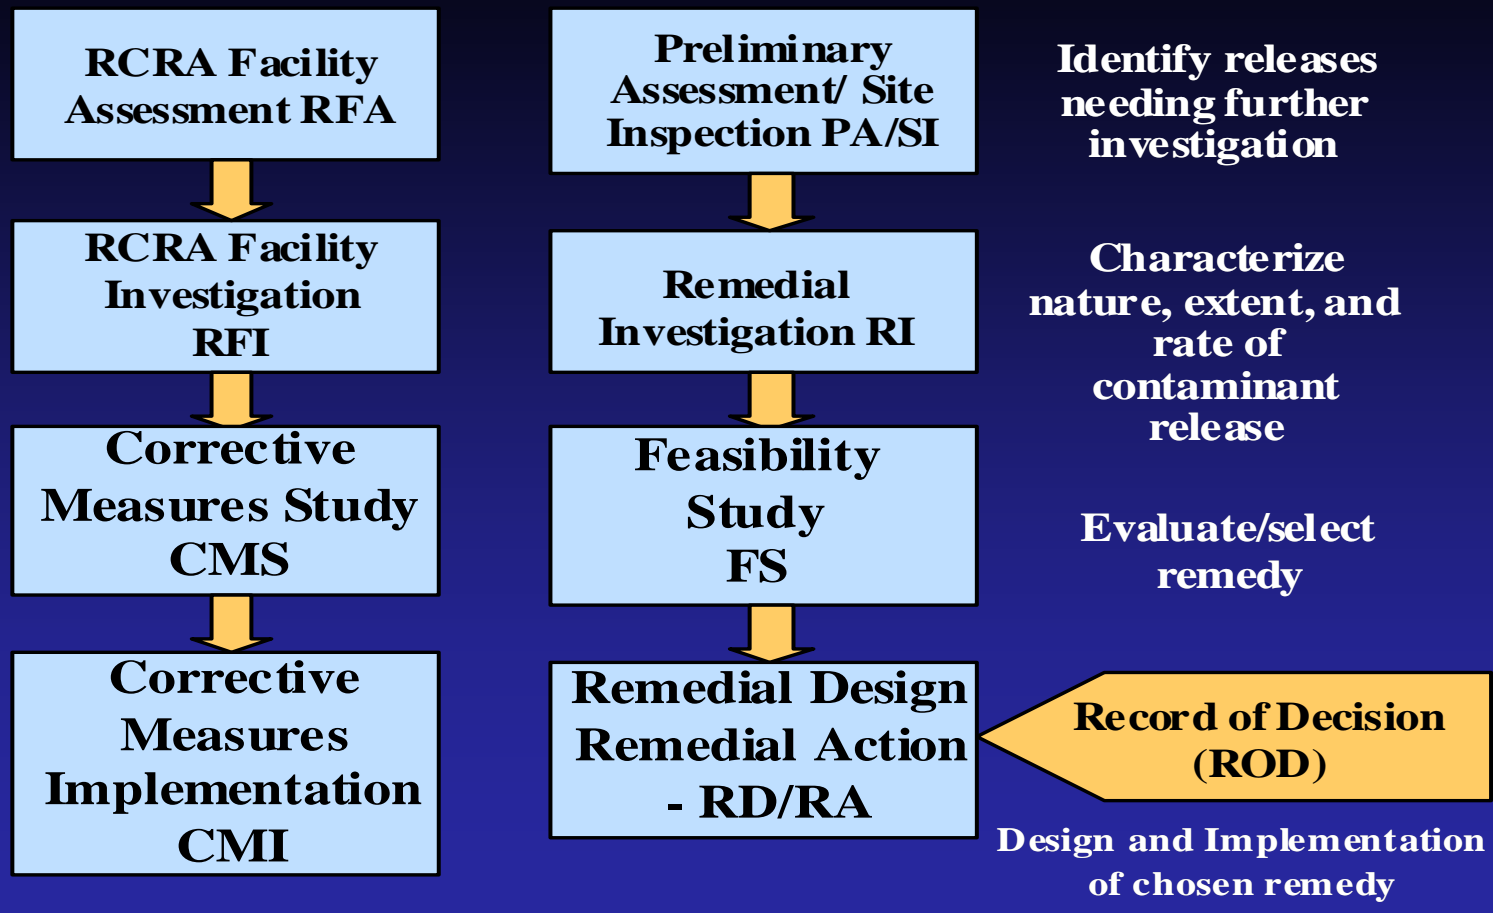 RCRA Facility
Assessment RFA
RCRA Facility
Investigation
RFI
Corrective
Measures Study
CMS
Corrective
Measures
Implementation
CMI
Preliminary
Assessment/ Site
Inspection PA/SI
Remedial
Investigation RI
Feasibility
Study
FS
Remedial Design
Remedial Action
- RD/RA
Identify releases
needing further
investigation
Characterize
nature, extent, and
rate of
contaminant
release
Evaluate/select
remedy
Record of Decision
(ROD)
Design and Implementation
of chosen remedy